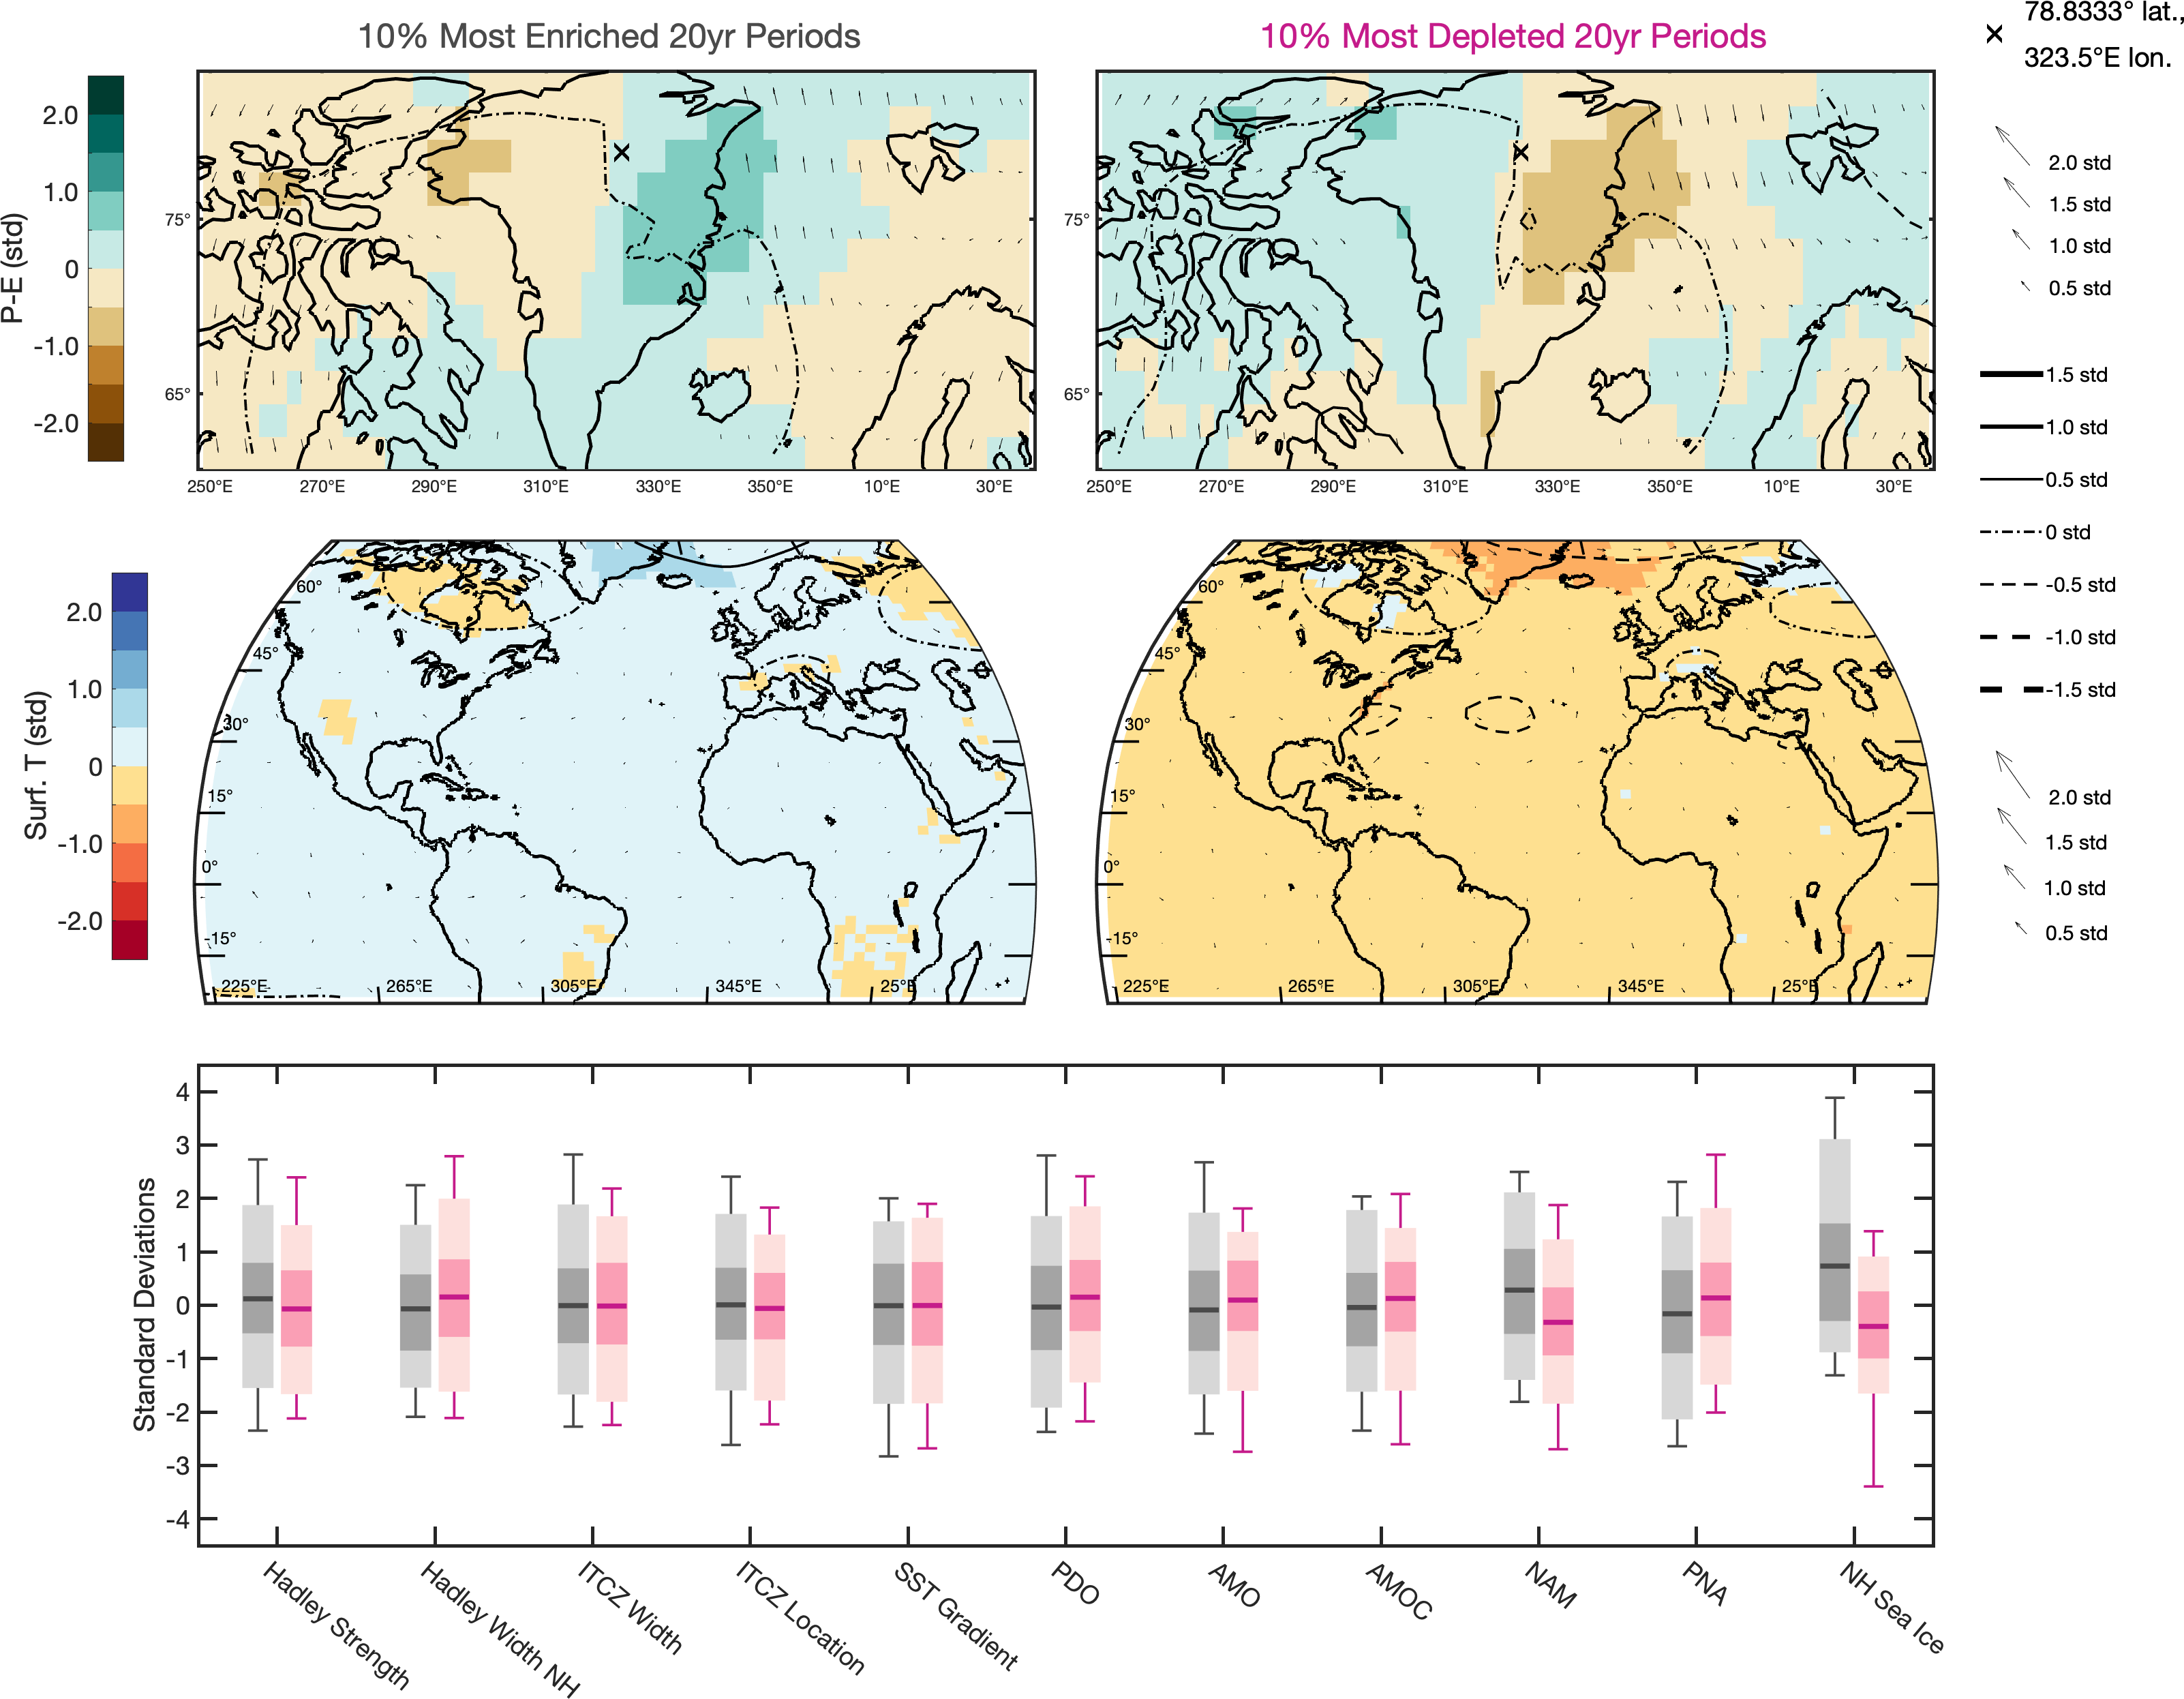 10% Most Enriched 20yr Periods
10% Most Depleted 20yr Periods
78.8333° lat.,
323.5°E lon.
P-E (std)
2.0
1.0
0
-1.0
-2.0
75°
65°
250°E 270°E 290°E 310°E 330°E 350°E 10°E 30°E
75°
65°
250°E 270°E 290°E 310°E 330°E 350°E 10°E 30°E
2.0 std
1.5 std
1.0 std
0.5 std
1.5 std
1.0 std
0.5 std
0 std
-0.5 std
-1.0 std
-1.5 std
Surf. T (std)
2.0
1.0
0
-1.0
-2.0
60°
45°
30°
15°
0°
-15°
225°E 265°E 305°E 345°E 25°E
60°
45°
30°
15°
0°
-15°
225°E 265°E 305°E 345°E 25°E
2.0 std
1.5 std
1.0 std
0.5 std
Standard Deviations
4
3
2
1
0
-1
-2
-3
-4
Hadley Strength
Hadley Width NH
ITCZ Width
ITCZ Location
SST Gradient
PDO
AMO
AMOC
NAM
PNA
NH Sea Ice